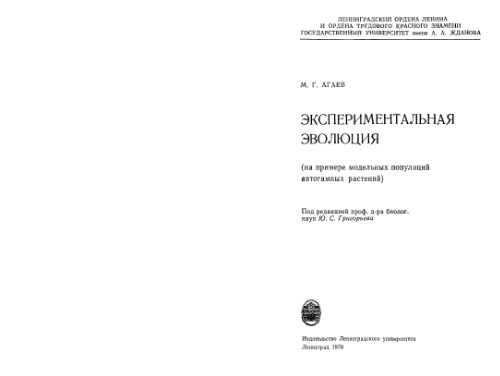 ЛЕНИНГРАДСКИЙ ОРДЕНА ЛЕНИНА
И ОРДЕНА ТРУДОВОГО КРАСНОГО ЗНАМЕНИ
ГОСУДАРСТВЕННЫЙ УНИВЕРСИТЕТ имени А. А. ЖДАНОВА
М. Г. АГАЕВ
ЭКСПЕРИМЕНТАЛЬНАЯ
ЭВОЛЮЦИЯ
(на примере модельных популяций
автогамных растений)
Под редакцией проф. д-ра биолог.
наук Ю. С. Григорьева
Издательство Ленинградского университета
Ленинград 1978